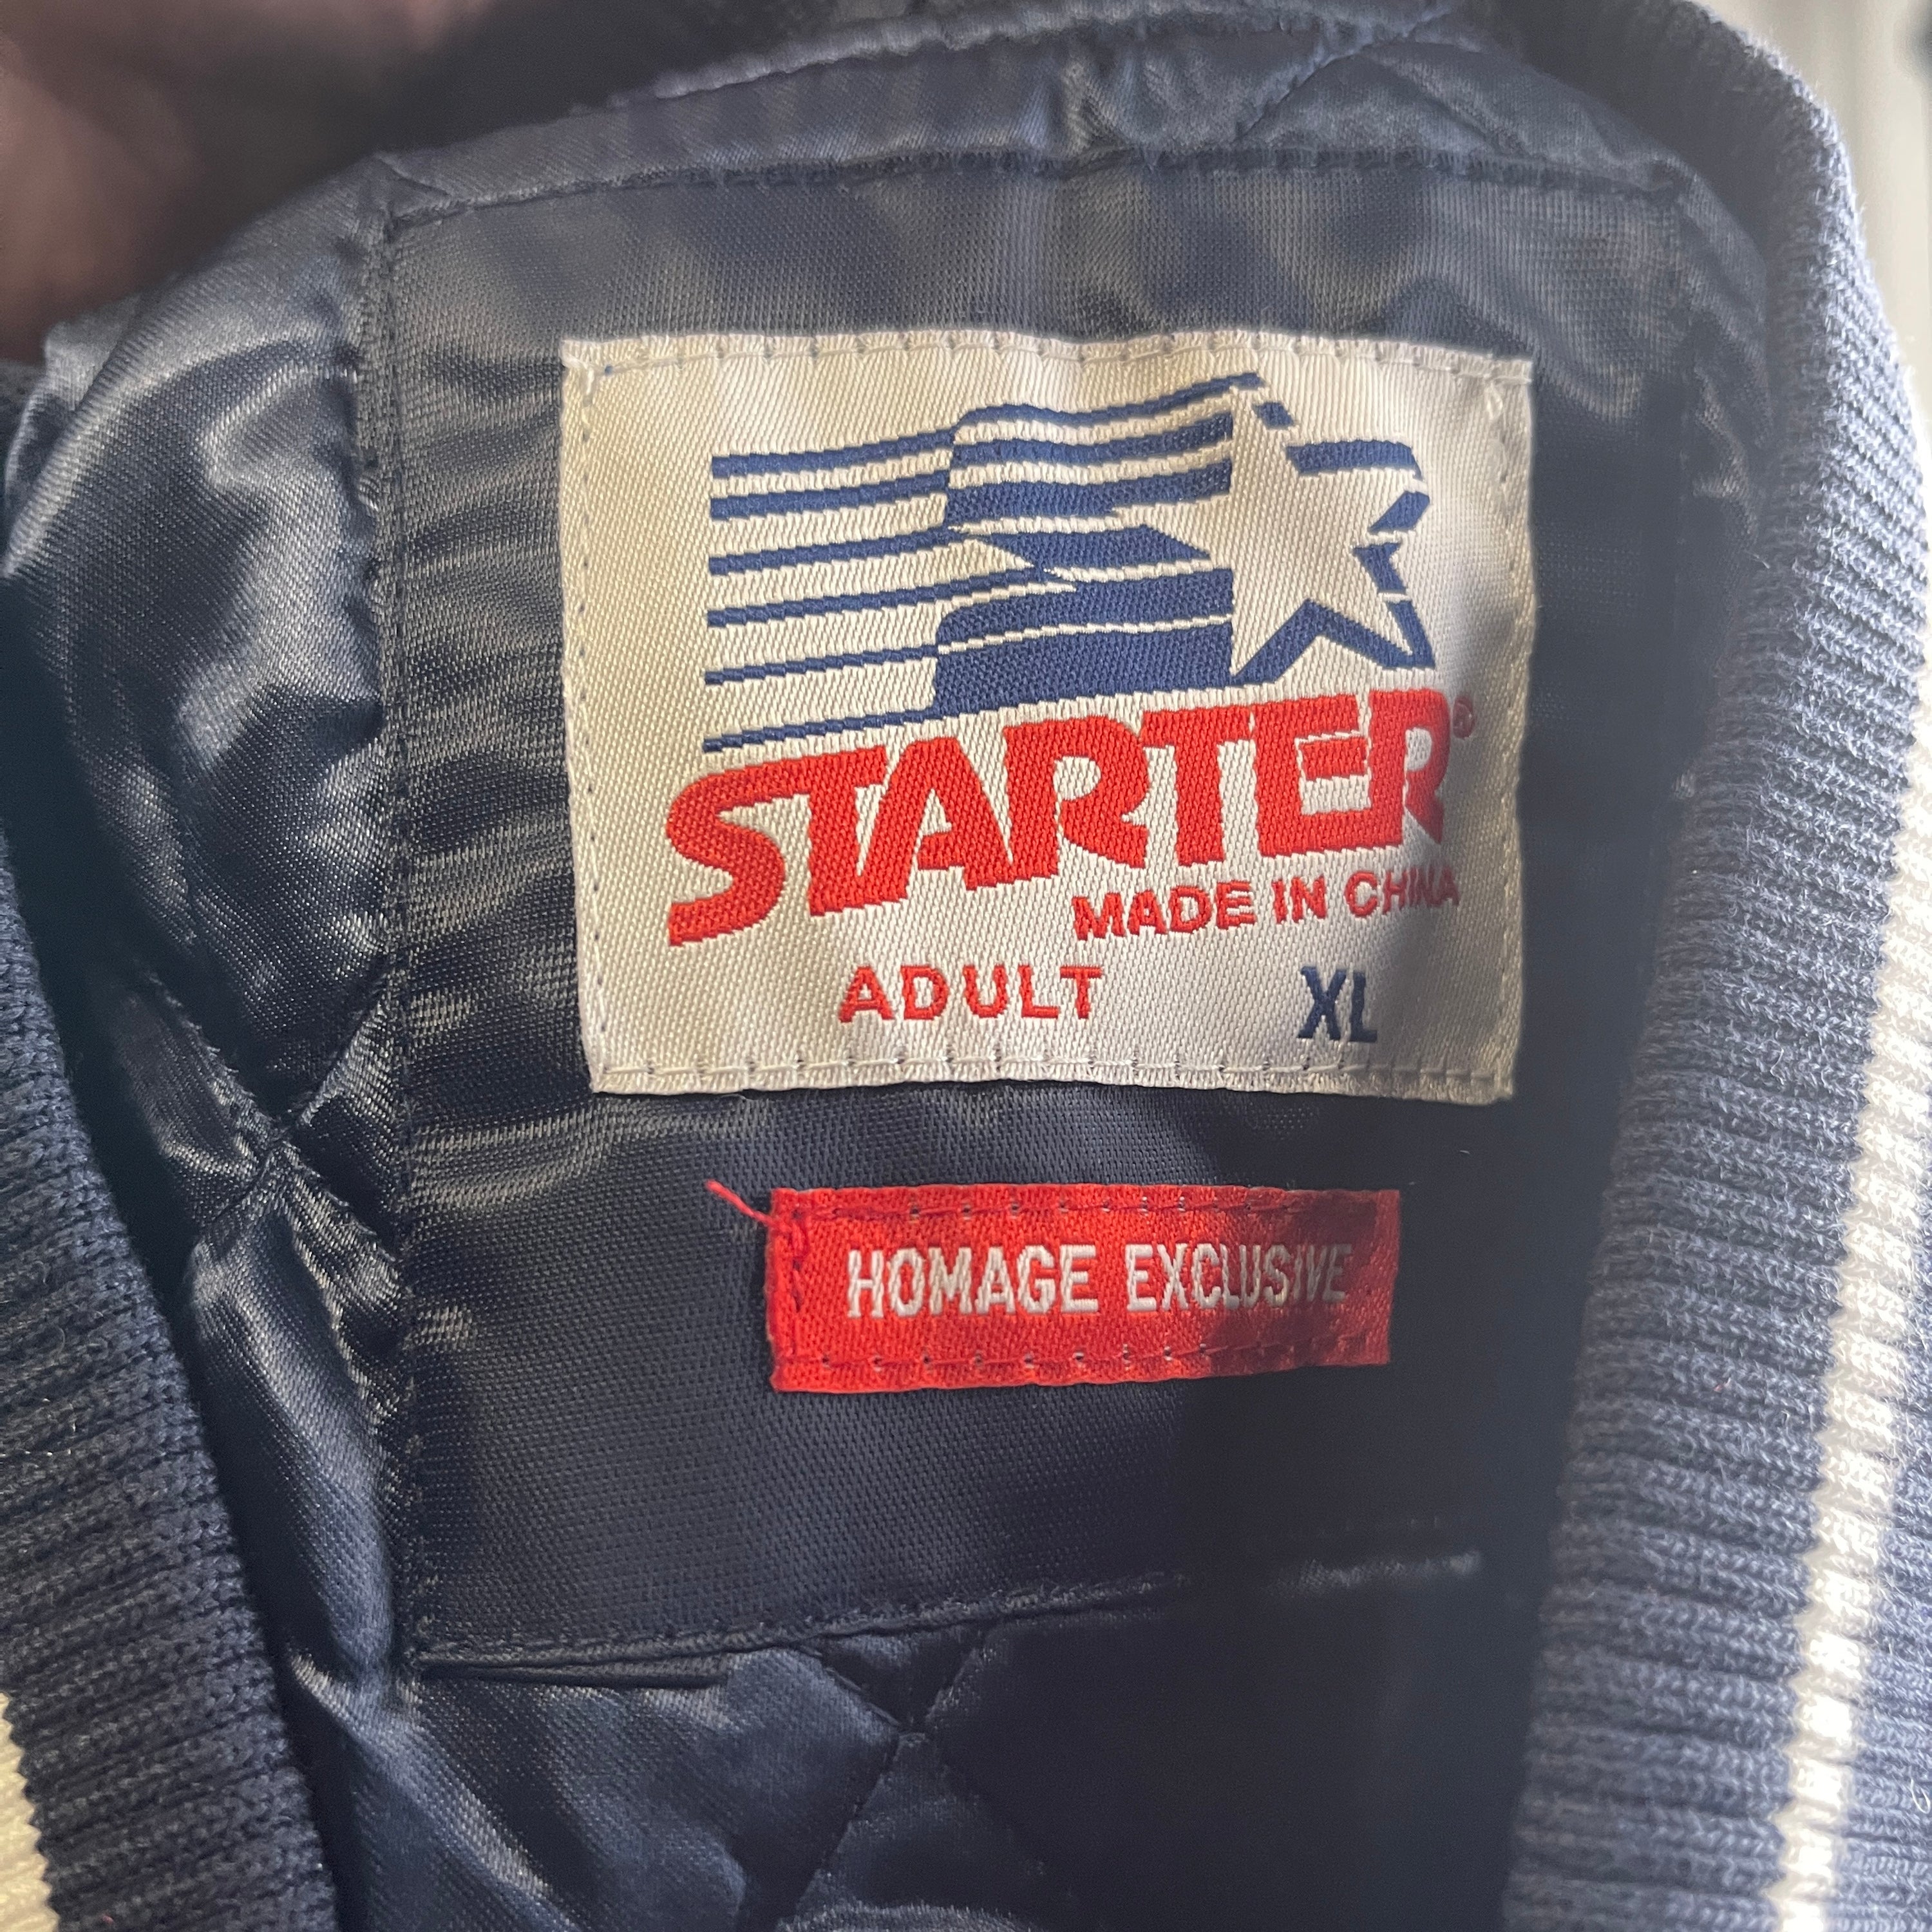 STARTER®
MADE IN CHINA
ADULT XL
HOMAGE EXCLUSIVE